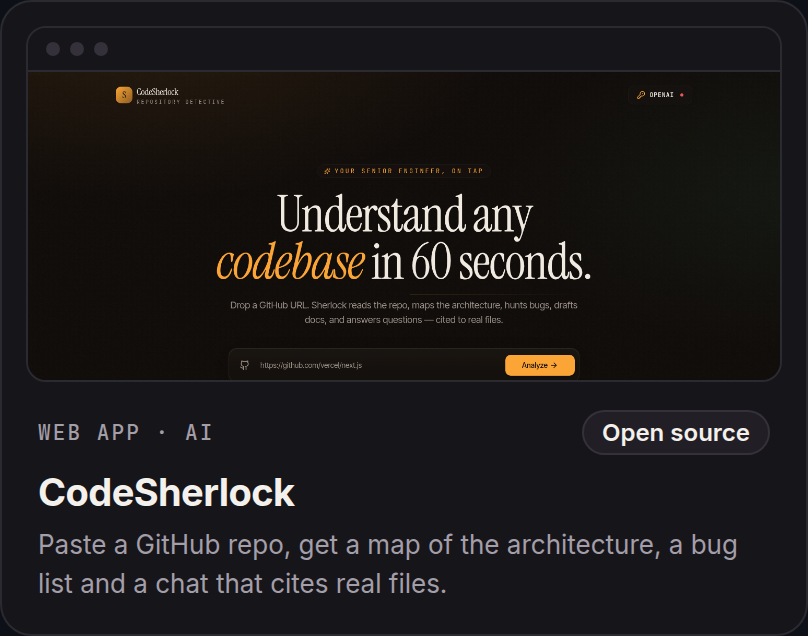 S
CodeSherlock
REPOSITORY DETECTIVE
OPENAI
YOUR SENIOR ENGINEER, ON TAP
Understand any
codebase in 60 seconds.
Drop a GitHub URL. Sherlock reads the repo, maps the architecture, hunts bugs, drafts
docs, and answers questions — cited to real files.
https://github.com/vercel/next.js
Analyze →
WEB APP · AI
Open source
CodeSherlock
Paste a GitHub repo, get a map of the architecture, a bug
list and a chat that cites real files.